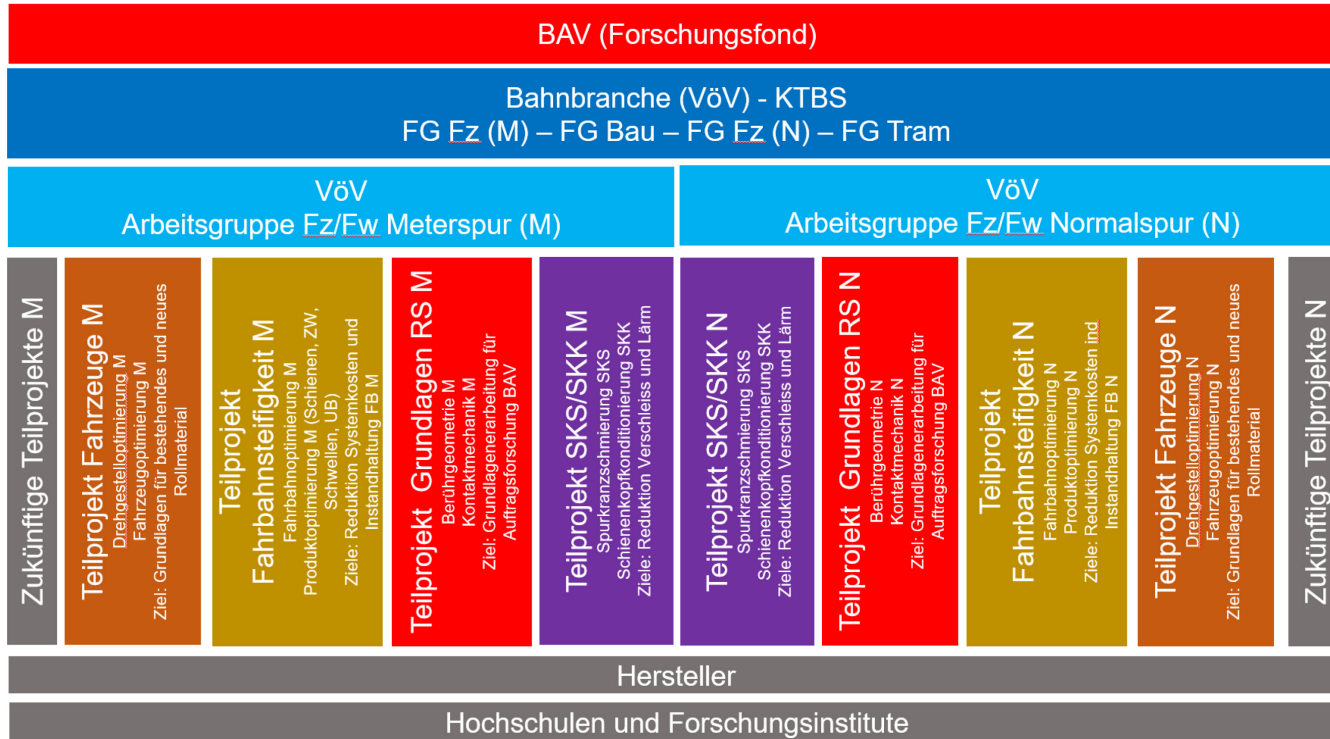 BAV (Forschungsfond)
Bahnbranche (VöV) - KTBS
FG Fz (M) – FG Bau – FG Fz (N) – FG Tram
VöV
Arbeitsgruppe Fz/Fw Meterspur (M)
VöV
Arbeitsgruppe Fz/Fw Normalspur (N)
Zukünftige Teilprojekte M
Teilprojekt Fahrzeuge M
Drehgestelloptimierung M
Fahrzeugoptimierung M
Ziel: Grundlagen für bestehendes und neues
Rollmaterial
Teilprojekt
Fahrbahnsteifigkeit M
Fahrbahnoptimierung M
Produktoptimierung M (Schienen, ZW,
Schwellen, UB)
Ziele: Reduktion Systemkosten und
Instandhaltung FB M
Teilprojekt Grundlagen RS M
Berührgeometrie M
Kontaktmechanik M
Ziel: Grundlagenerarbeitung für
Auftragsforschung BAV
Teilprojekt SKS/SKK M
Spurkranzschmierung SKS
Schienenkopfkonditionierung SKK
Ziele: Reduktion Verschleiss und Lärm
Teilprojekt SKS/SKK N
Spurkranzschmierung SKS
Schienenkopfkonditionierung SKK
Ziele: Reduktion Verschleiss und Lärm
Teilprojekt Grundlagen RS N
Berührgeometrie N
Kontaktmechanik N
Ziel: Grundlagenerarbeitung für
Auftragsforschung BAV
Teilprojekt
Fahrbahnsteifigkeit N
Fahrbahnoptimierung N
Produktoptimierung N
Ziele: Reduktion Systemkosten ind
Instandhaltung FB N
Teilprojekt Fahrzeuge N
Drehgestelloptimierung N
Fahrzeugoptimierung N
Ziel: Grundlagen für bestehendes und neues
Rollmaterial
Zukünftige Teilprojekte N
Hersteller
Hochschulen und Forschungsinstitute